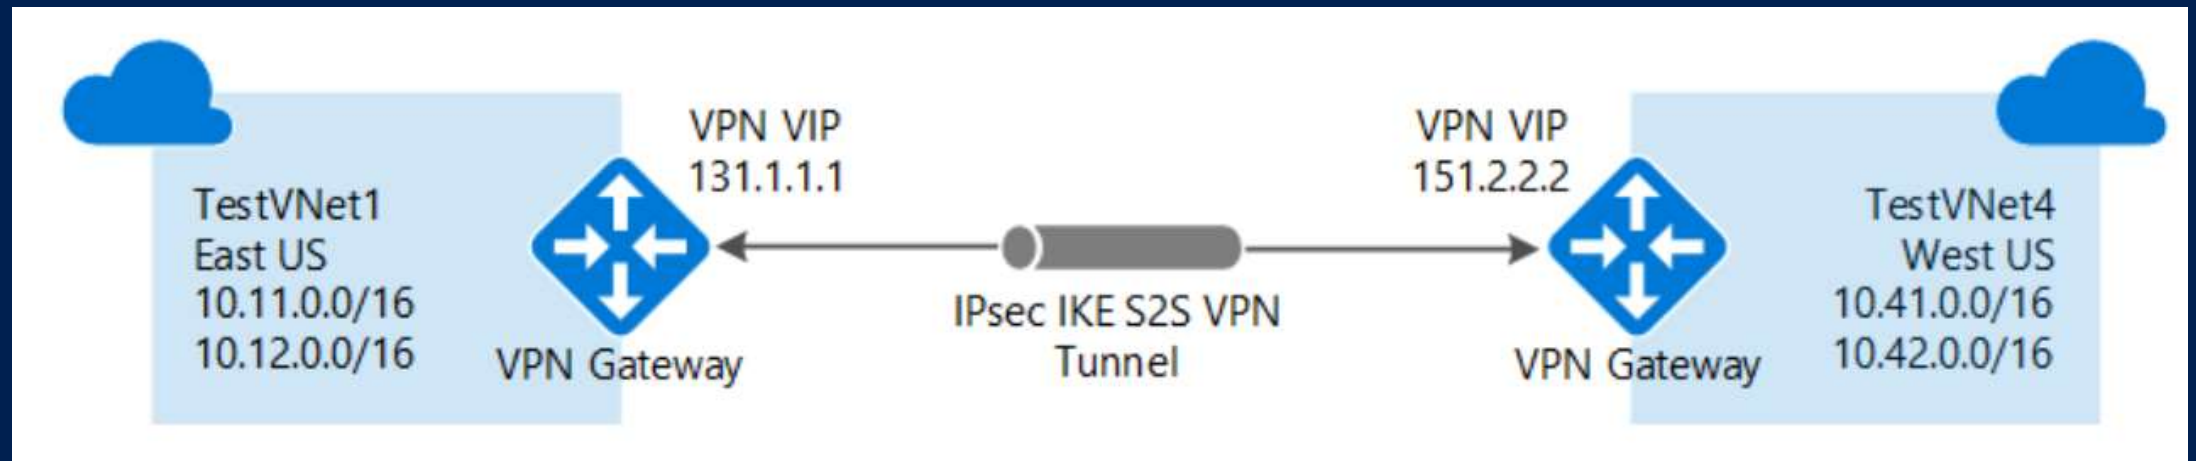 TestVNet1
East US
10.11.0.0/16
10.12.0.0/16
VPN VIP
131.1.1.1
VPN Gateway
IPsec IKE S2S VPN
Tunnel
VPN VIP
151.2.2.2
VPN Gateway
TestVNet4
West US
10.41.0.0/16
10.42.0.0/16